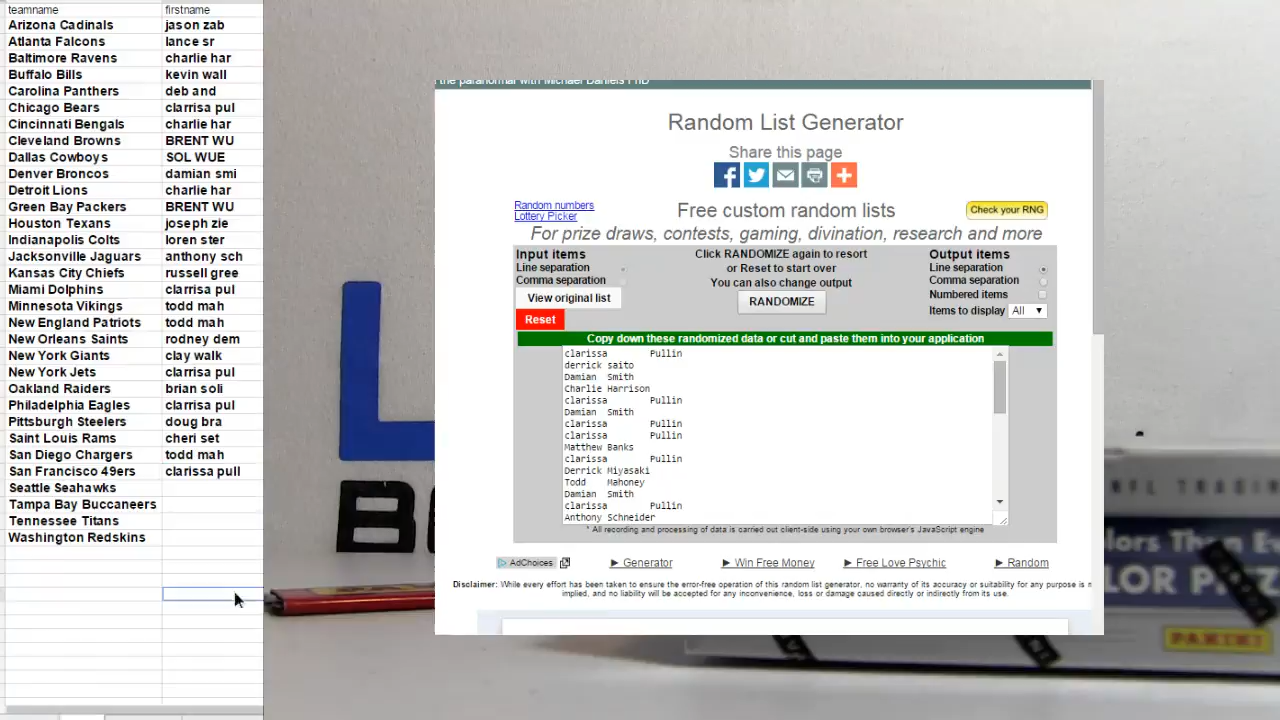 teamname firstname
Arizona Cadinals jason zab
Atlanta Falcons lance sr
Baltimore Ravens charlie har
Buffalo Bills kevin wall
Carolina Panthers deb and
Chicago Bears clarrisa pul
Cincinnati Bengals charlie har
Cleveland Browns BRENT WU
Dallas Cowboys SOL WUE
Denver Broncos damian smi
Detroit Lions charlie har
Green Bay Packers BRENT WU
Houston Texans joseph zie
Indianapolis Colts loren ster
Jacksonville Jaguars anthony sch
Kansas City Chiefs russell gree
Miami Dolphins clarrisa pul
Minnesota Vikings todd mah
New England Patriots todd mah
New Orleans Saints rodney dem
New York Giants clay walk
New York Jets clarrisa pul
Oakland Raiders brian soli
Philadelphia Eagles clarrisa pul
Pittsburgh Steelers doug bra
Saint Louis Rams cheri set
San Diego Chargers todd mah
San Francisco 49ers clarissa pull
Seattle Seahawks
Tampa Bay Buccaneers
Tennessee Titans
Washington Redskins
the paranormal with Michael Daniels PhD
Random List Generator
Share this page
Random numbers
Lottery Picker
Free custom random lists
Check your RNG
For prize draws, contests, gaming, divination, research and more
Input items
Line separation
Comma separation
View original list
Reset
Click RANDOMIZE again to resort
or Reset to start over
You can also change output
RANDOMIZE
Output items
Line separation
Comma separation
Numbered items
Items to display All
Copy down these randomized data or cut and paste them into your application
clarissa Pullin
derrick saito
Damian Smith
Charlie Harrison
clarissa Pullin
Damian Smith
clarissa Pullin
clarissa Pullin
Matthew Banks
clarissa Pullin
Derrick Miyasaki
Todd Mahoney
Damian Smith
clarissa Pullin
Anthony Schneider
* All recording and processing of data is carried out client-side using your own browser's JavaScript engine
AdChoices
► Generator
► Win Free Money
► Free Love Psychic
► Random
Disclaimer: While every effort has been taken to ensure the error-free operation of this random list generator, no warranty of its accuracy or suitability for any purpose is
implied, and no liability will be accepted for any inconvenience, loss or damage caused directly or indirectly from its use.
L
B
NFL TRADING
PANINI